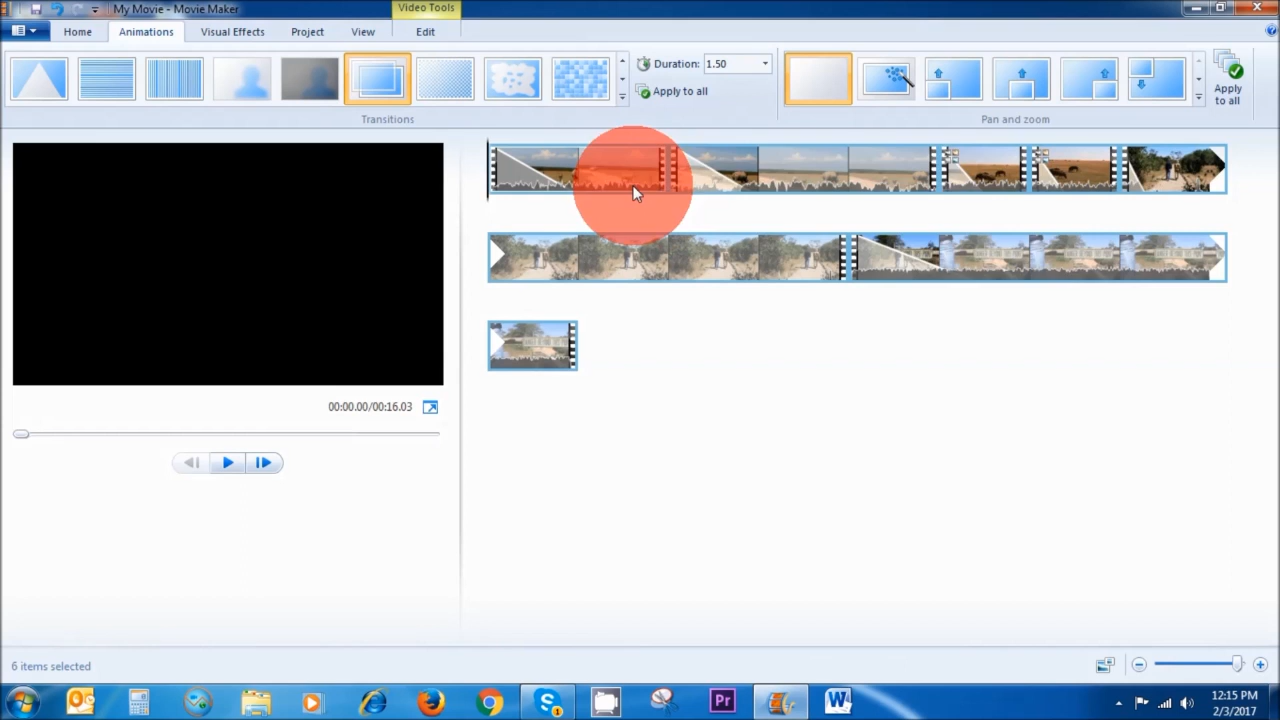 My Movie - Movie Maker
Video Tools
Home
Animations
Visual Effects
Project
View
Edit
Duration: 1.50
Apply to all
Transitions
Pan and zoom
Apply
to all
00:00.00/00:16.03
6 items selected
Pr
W
12:15 PM
2/3/2017